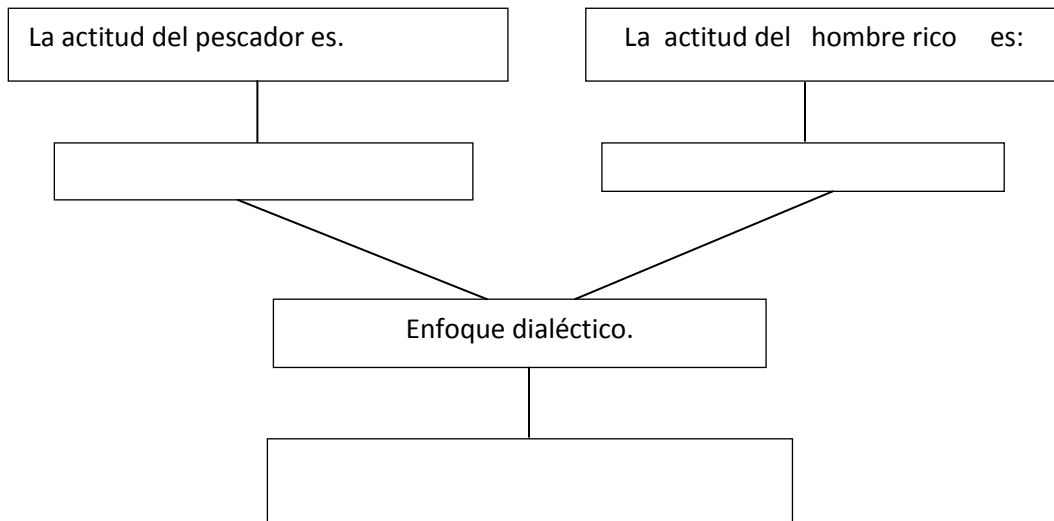 La actitud del pescador es.
La actitud del hombre rico es:
Enfoque dialéctico.